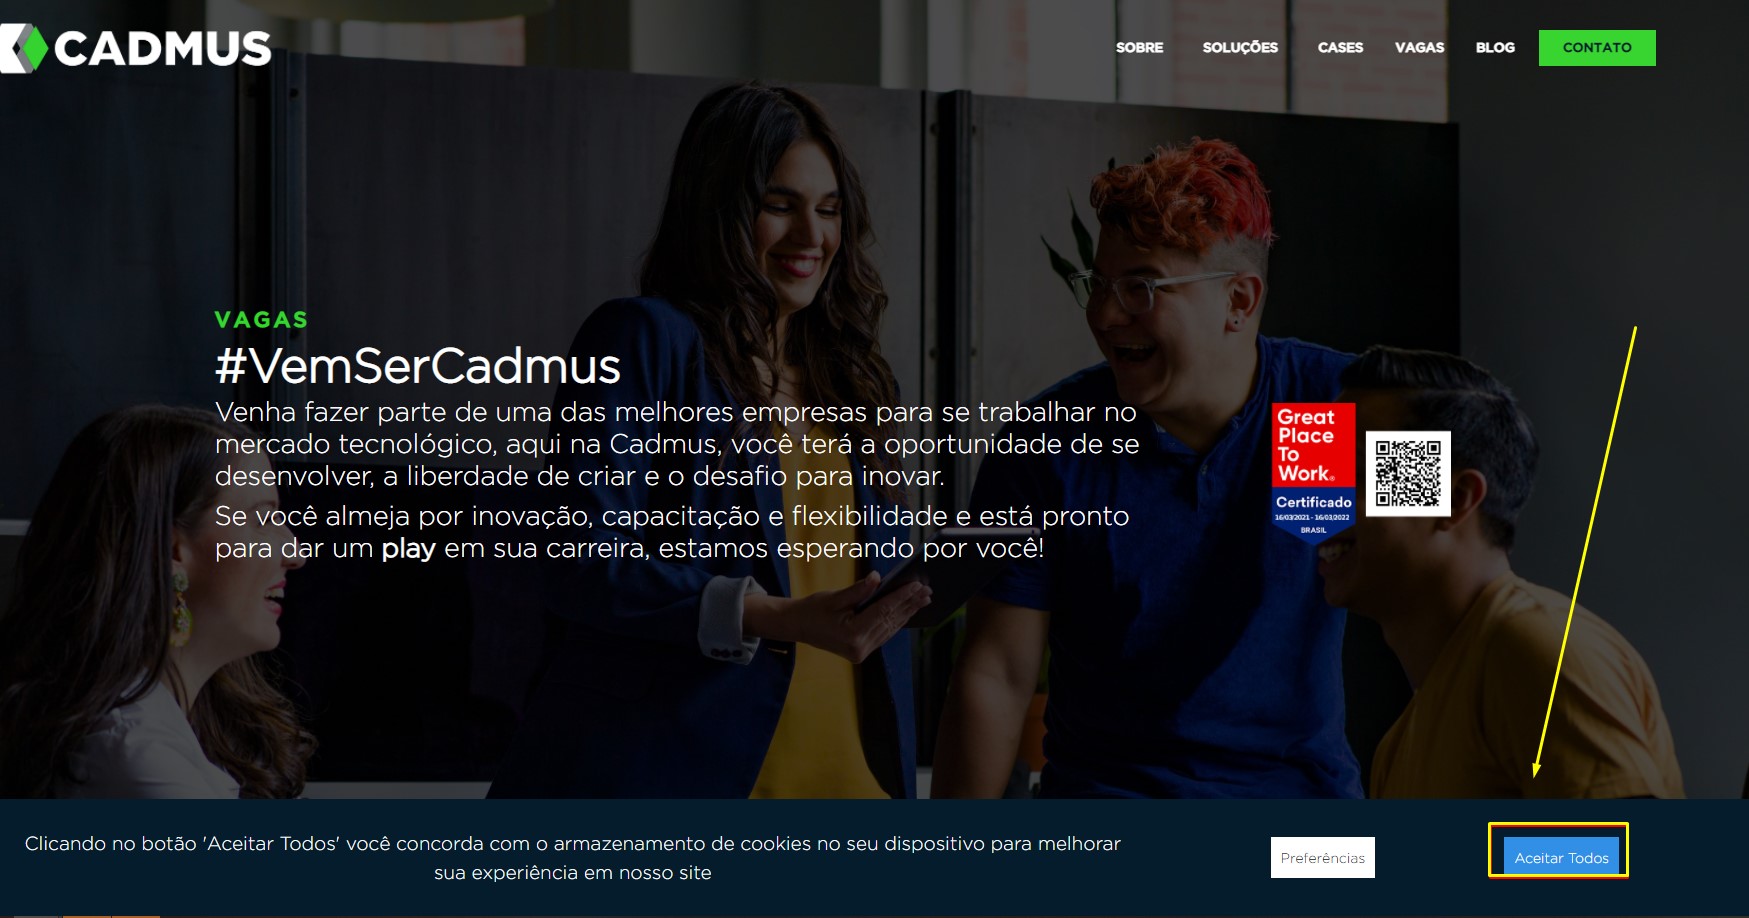 CADMUS
SOBRE SOLUÇÕES CASES VAGAS BLOG CONTATO
VAGAS
#VemSerCadmus
Venha fazer parte de uma das melhores empresas para se trabalhar no
mercado tecnológico, aqui na Cadmus, você terá a oportunidade de se
desenvolver, a liberdade de criar e o desafio para inovar.
Se você almeja por inovação, capacitação e flexibilidade e está pronto
para dar um play em sua carreira, estamos esperando por você!
Great
Place
To
Work®
Certificado
16/03/2021 - 16/03/2022
BRASIL
Clicando no botão 'Aceitar Todos' você concorda com o armazenamento de cookies no seu dispositivo para melhorar
sua experiência em nosso site
Preferências
Aceitar Todos